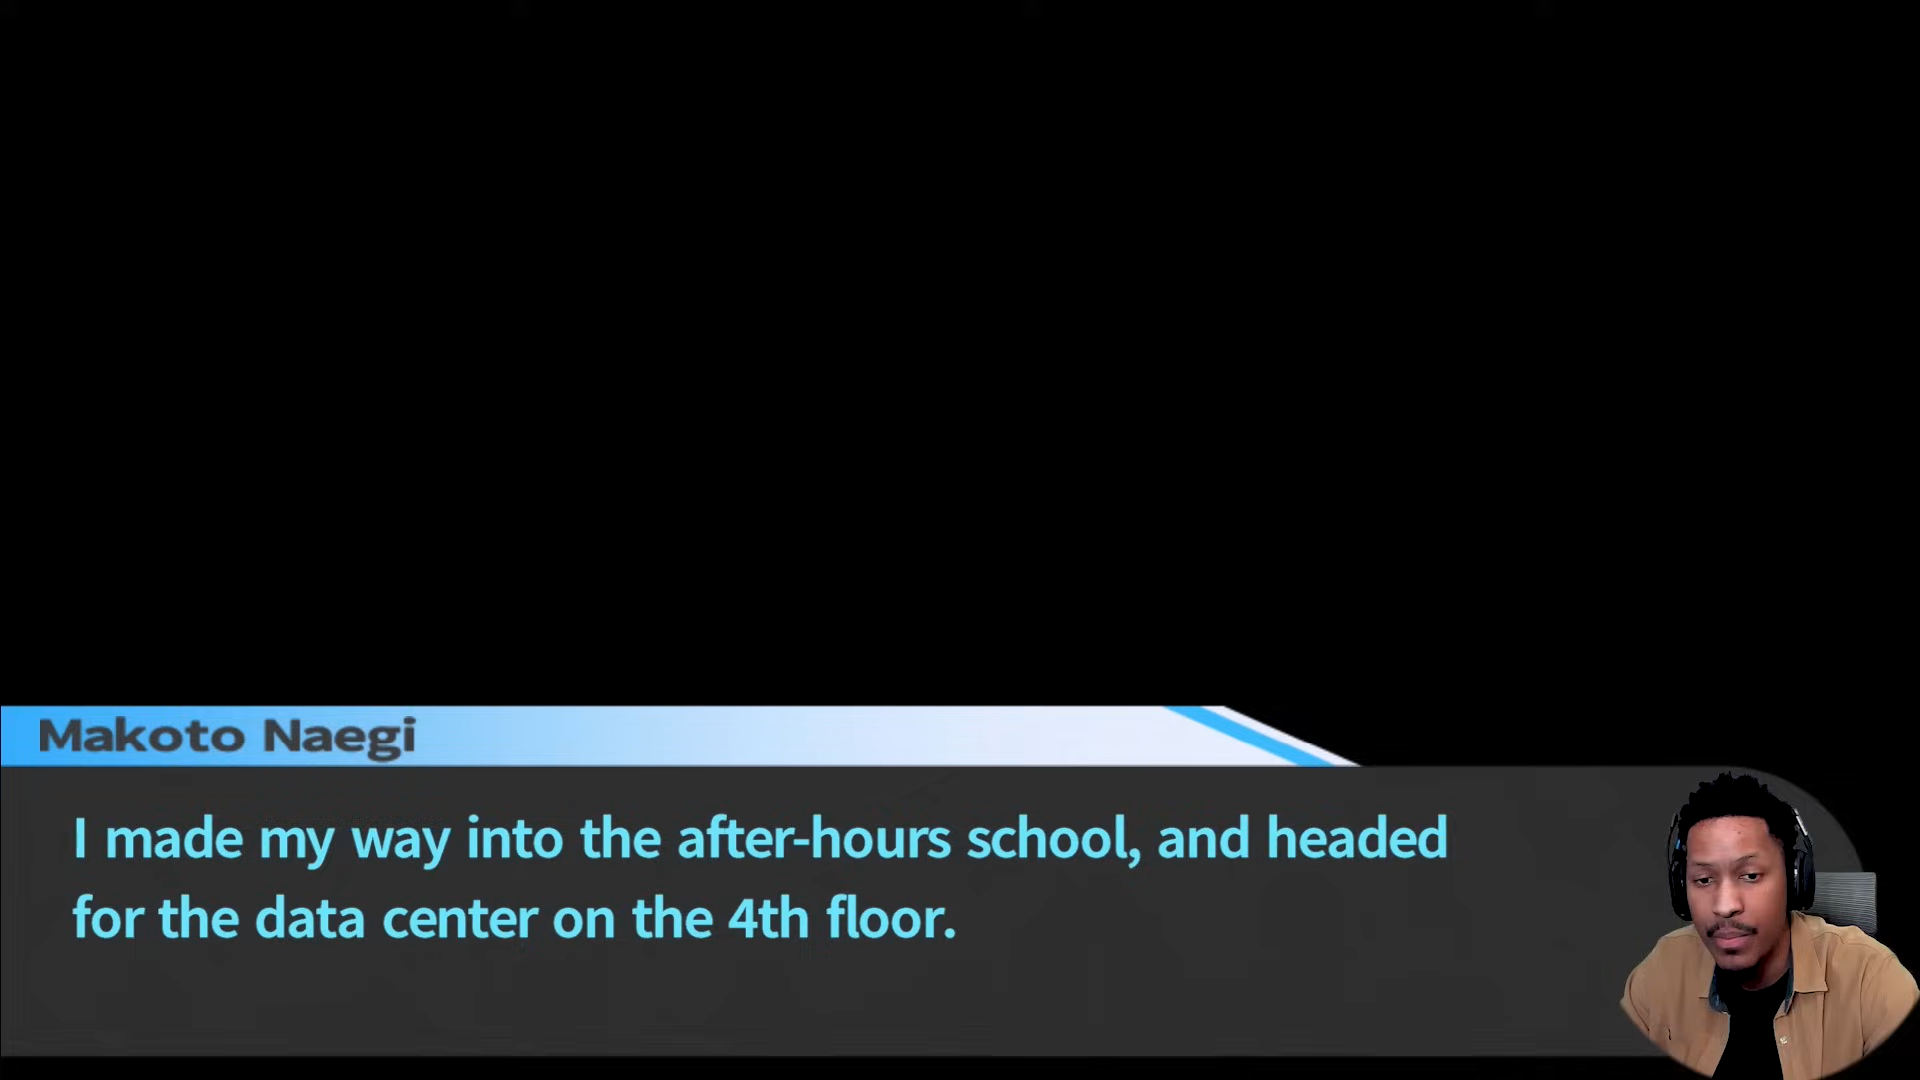 Makoto Naegi
I made my way into the after-hours school, and headed
for the data center on the 4th floor.